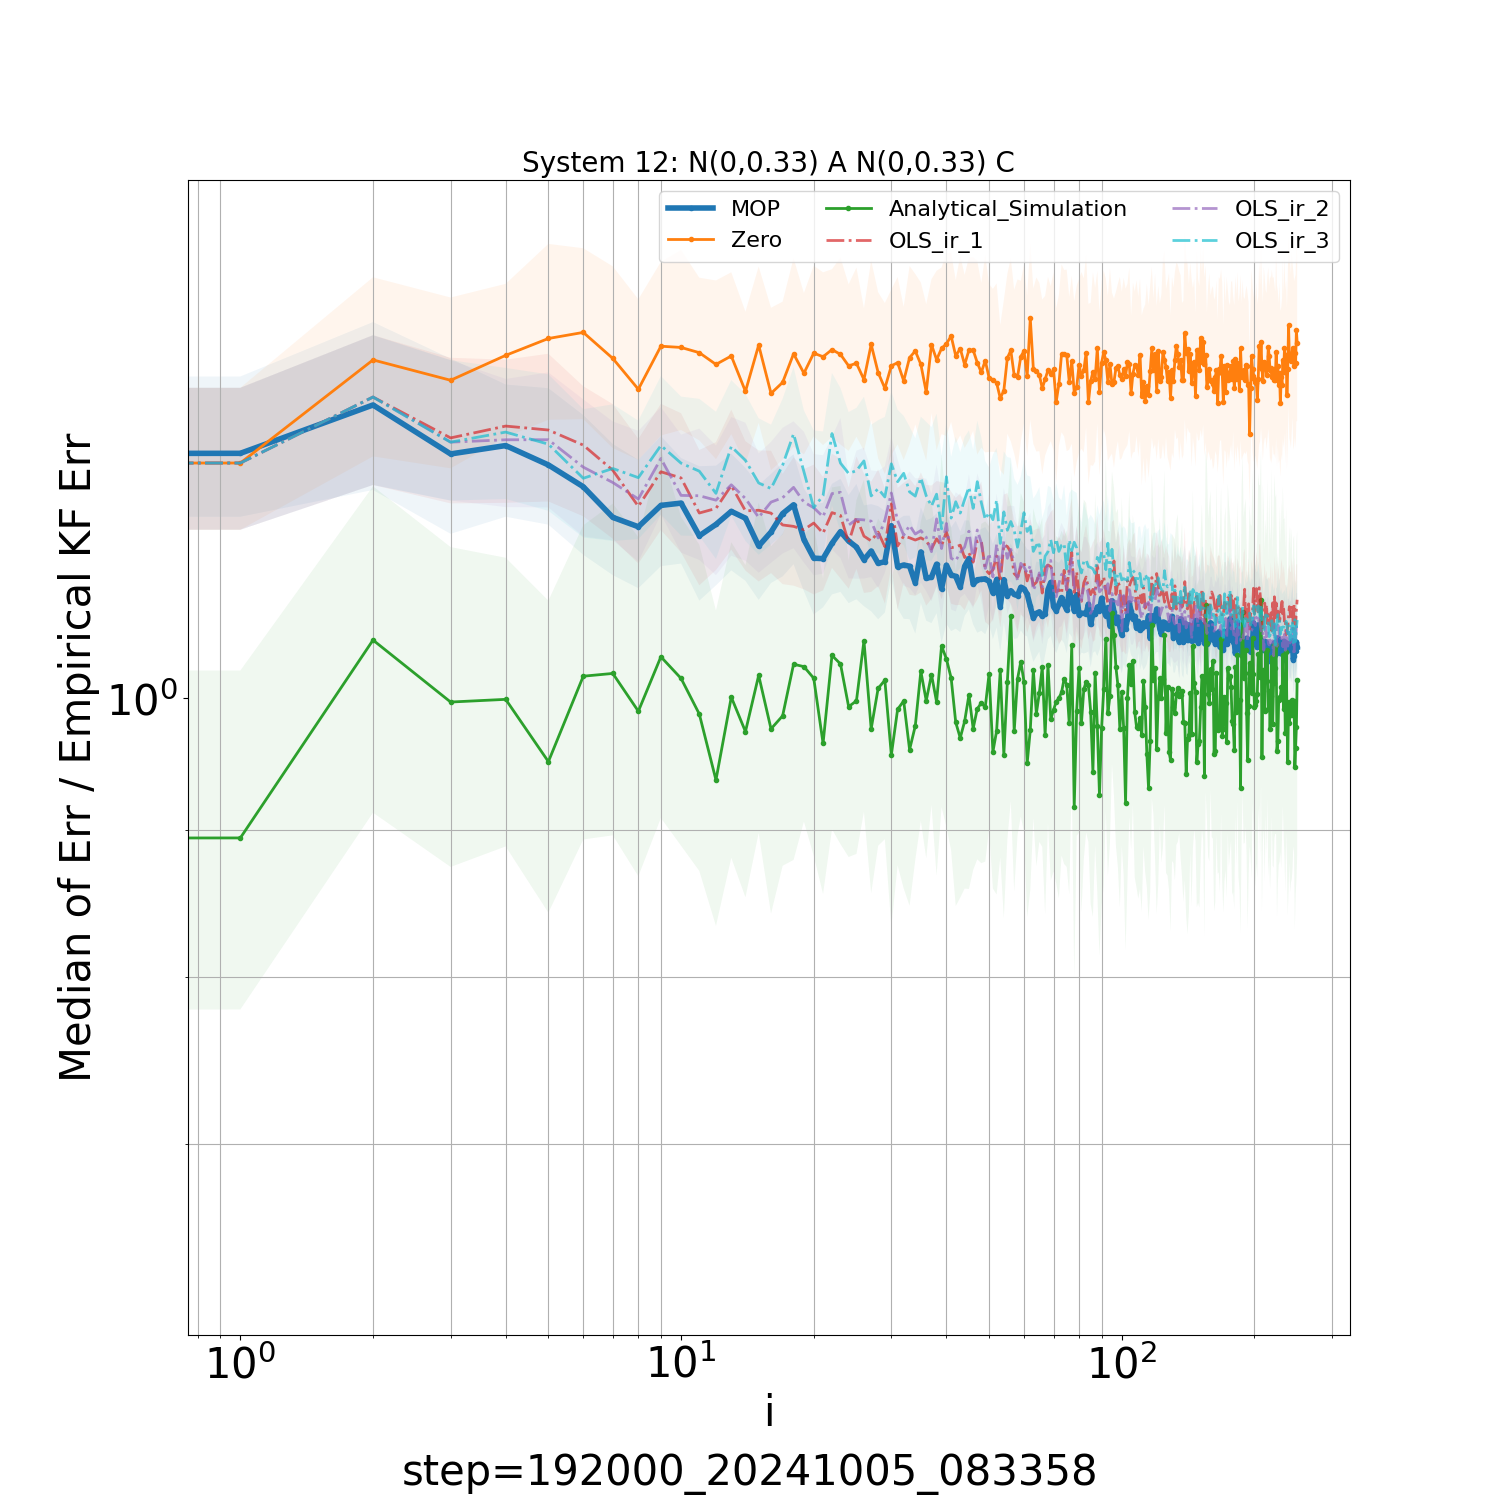 System 12: N(0,0.33) A N(0,0.33) C
MOP
Zero
Analytical_Simulation
OLS_ir_1
OLS_ir_2
OLS_ir_3
Median of Err / Empirical KF Err
10⁰
10⁰ 10¹ 10²
i
step=192000_20241005_083358